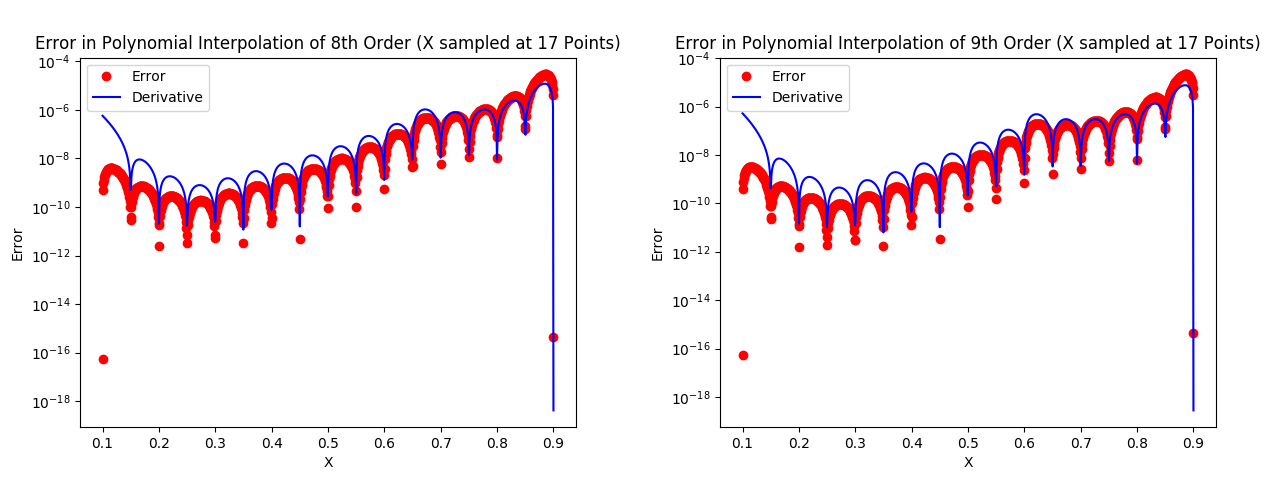 Error in Polynomial Interpolation of 8th Order (X sampled at 17 Points)
Error
Derivative
10⁻⁴
10⁻⁶
10⁻⁸
10⁻¹⁰
10⁻¹²
10⁻¹⁴
10⁻¹⁶
10⁻¹⁸
Error
0.1 0.2 0.3 0.4 0.5 0.6 0.7 0.8 0.9
X
Error in Polynomial Interpolation of 9th Order (X sampled at 17 Points)
Error
Derivative
10⁻⁴
10⁻⁶
10⁻⁸
10⁻¹⁰
10⁻¹²
10⁻¹⁴
10⁻¹⁶
10⁻¹⁸
Error
0.1 0.2 0.3 0.4 0.5 0.6 0.7 0.8 0.9
X